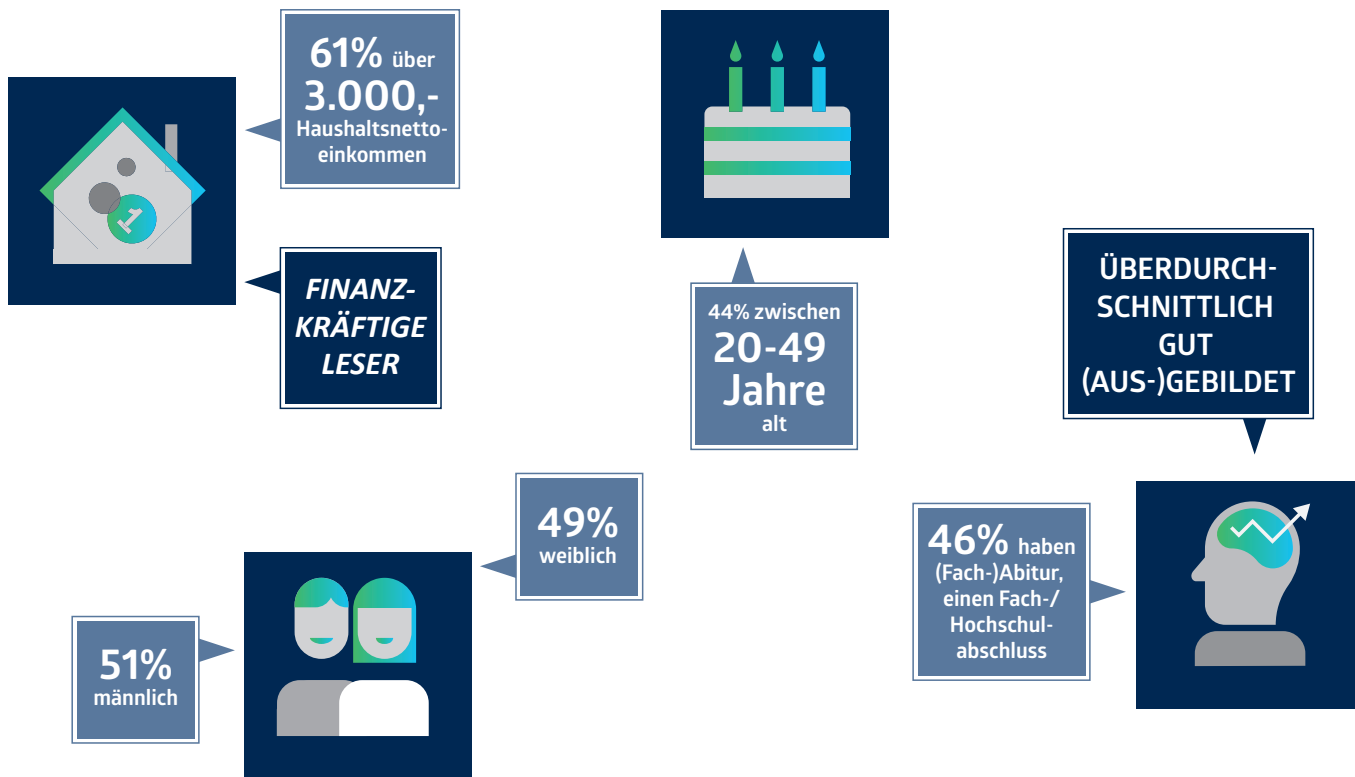 61% über
3.000,-
Haushaltsnetto-
einkommen
FINANZ-
KRÄFTIGE
LESER
44% zwischen
20-49
Jahre
alt
ÜBERDURCH-
SCHNITTLICH
GUT
(AUS-)GEBILDET
49%
weiblich
51%
männlich
46% haben
(Fach-)Abitur,
einen Fach-/
Hochschul-
abschluss
1